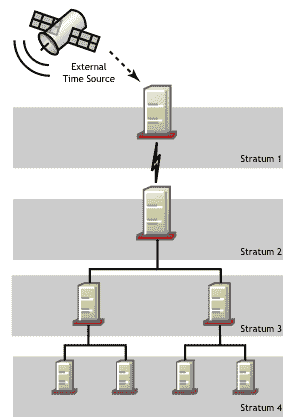 External
Time Source
Stratum 1
Stratum 2
Stratum 3
Stratum 4